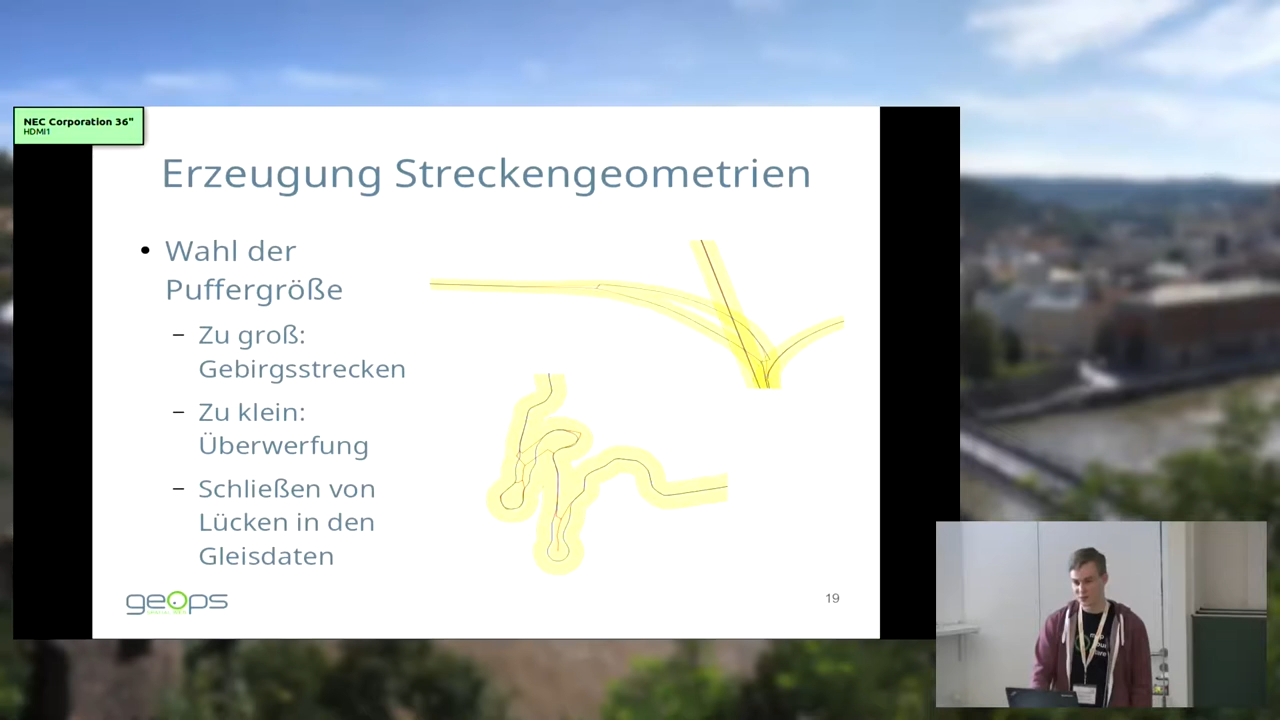 NEC Corporation 36"
HDMI1
Erzeugung Streckengeometrien
• Wahl der
Puffergröße
– Zu groß:
Gebirgsstrecken
– Zu klein:
Überwerfung
– Schließen von
Lücken in den
Gleisdaten
geOps
19